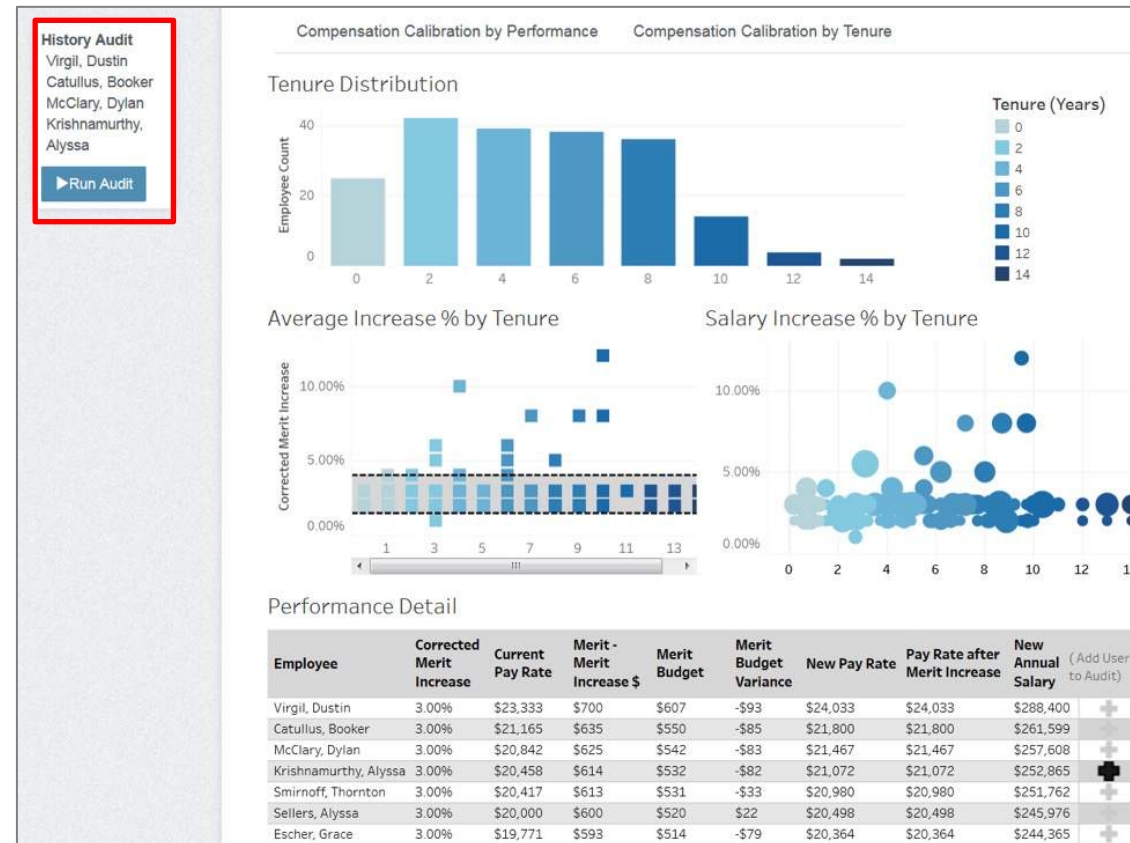 History Audit
Virgil, Dustin
Catullus, Booker
McClary, Dylan
Krishnamurthy,
Alyssa
▶Run Audit
Compensation Calibration by Performance Compensation Calibration by Tenure
Tenure Distribution
Employee Count
40
20
0
0 2 4 6 8 10 12 14
Tenure (Years)
0
2
4
6
8
10
12
14
Average Increase % by Tenure
Corrected Merit Increase
10.00%
5.00%
0.00%
1 3 5 7 9 11 13
Salary Increase % by Tenure
10.00%
5.00%
0.00%
0 2 4 6 8 10 12
Performance Detail
Employee Corrected Merit Increase Current Pay Rate Merit - Merit Increase $ Merit Budget Merit Budget Variance New Pay Rate Pay Rate after Merit Increase New Annual Salary (Add User to Audit)
Virgil, Dustin 3.00% $23,333 $700 $607 -$93 $24,033 $24,033 $288,400
Catullus, Booker 3.00% $21,165 $635 $550 -$85 $21,800 $21,800 $261,599
McClary, Dylan 3.00% $20,842 $625 $542 -$83 $21,467 $21,467 $257,608
Krishnamurthy, Alyssa 3.00% $20,458 $614 $532 -$82 $21,072 $21,072 $252,865
Smirnoff, Thornton 3.00% $20,417 $613 $531 -$33 $20,980 $20,980 $251,762
Sellers, Alyssa 3.00% $20,000 $600 $520 $22 $20,498 $20,498 $245,976
Escher, Grace 3.00% $19,771 $593 $514 -$79 $20,364 $20,364 $244,365